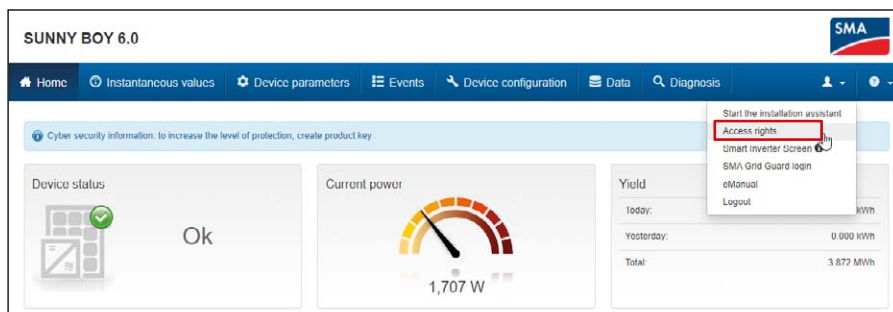 SUNNY BOY 6.0
SMA
Home Instantaneous values Device parameters Events Device configuration Data Diagnosis
Start the installation assistant
Access rights
Smart Inverter Screen
SMA Grid Guard login
eManual
Logout
Cyber security information: to increase the level of protection, create product key
Device status
Ok
Current power
1,707 W
Yield
Today: kWh
Yesterday: 0.000 kWh
Total: 3.872 MWh